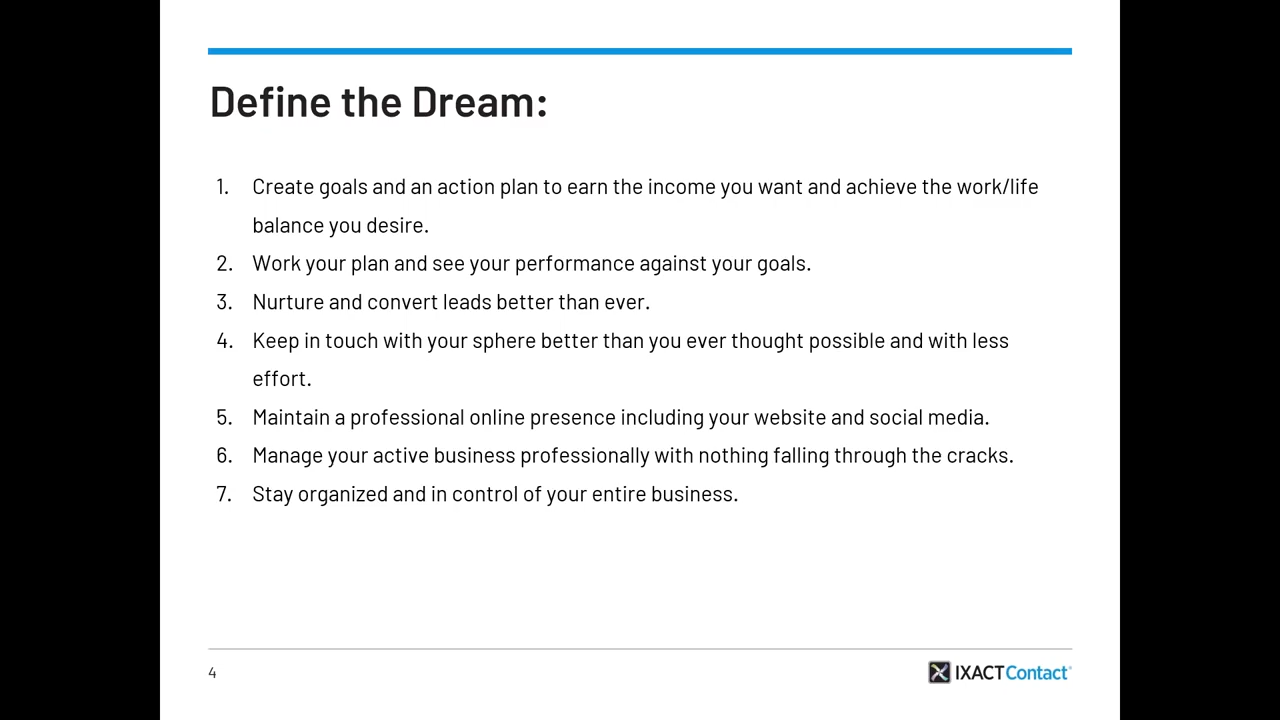 Define the Dream:
1. Create goals and an action plan to earn the income you want and achieve the work/life
balance you desire.
2. Work your plan and see your performance against your goals.
3. Nurture and convert leads better than ever.
4. Keep in touch with your sphere better than you ever thought possible and with less
effort.
5. Maintain a professional online presence including your website and social media.
6. Manage your active business professionally with nothing falling through the cracks.
7. Stay organized and in control of your entire business.
4
IXACTContact